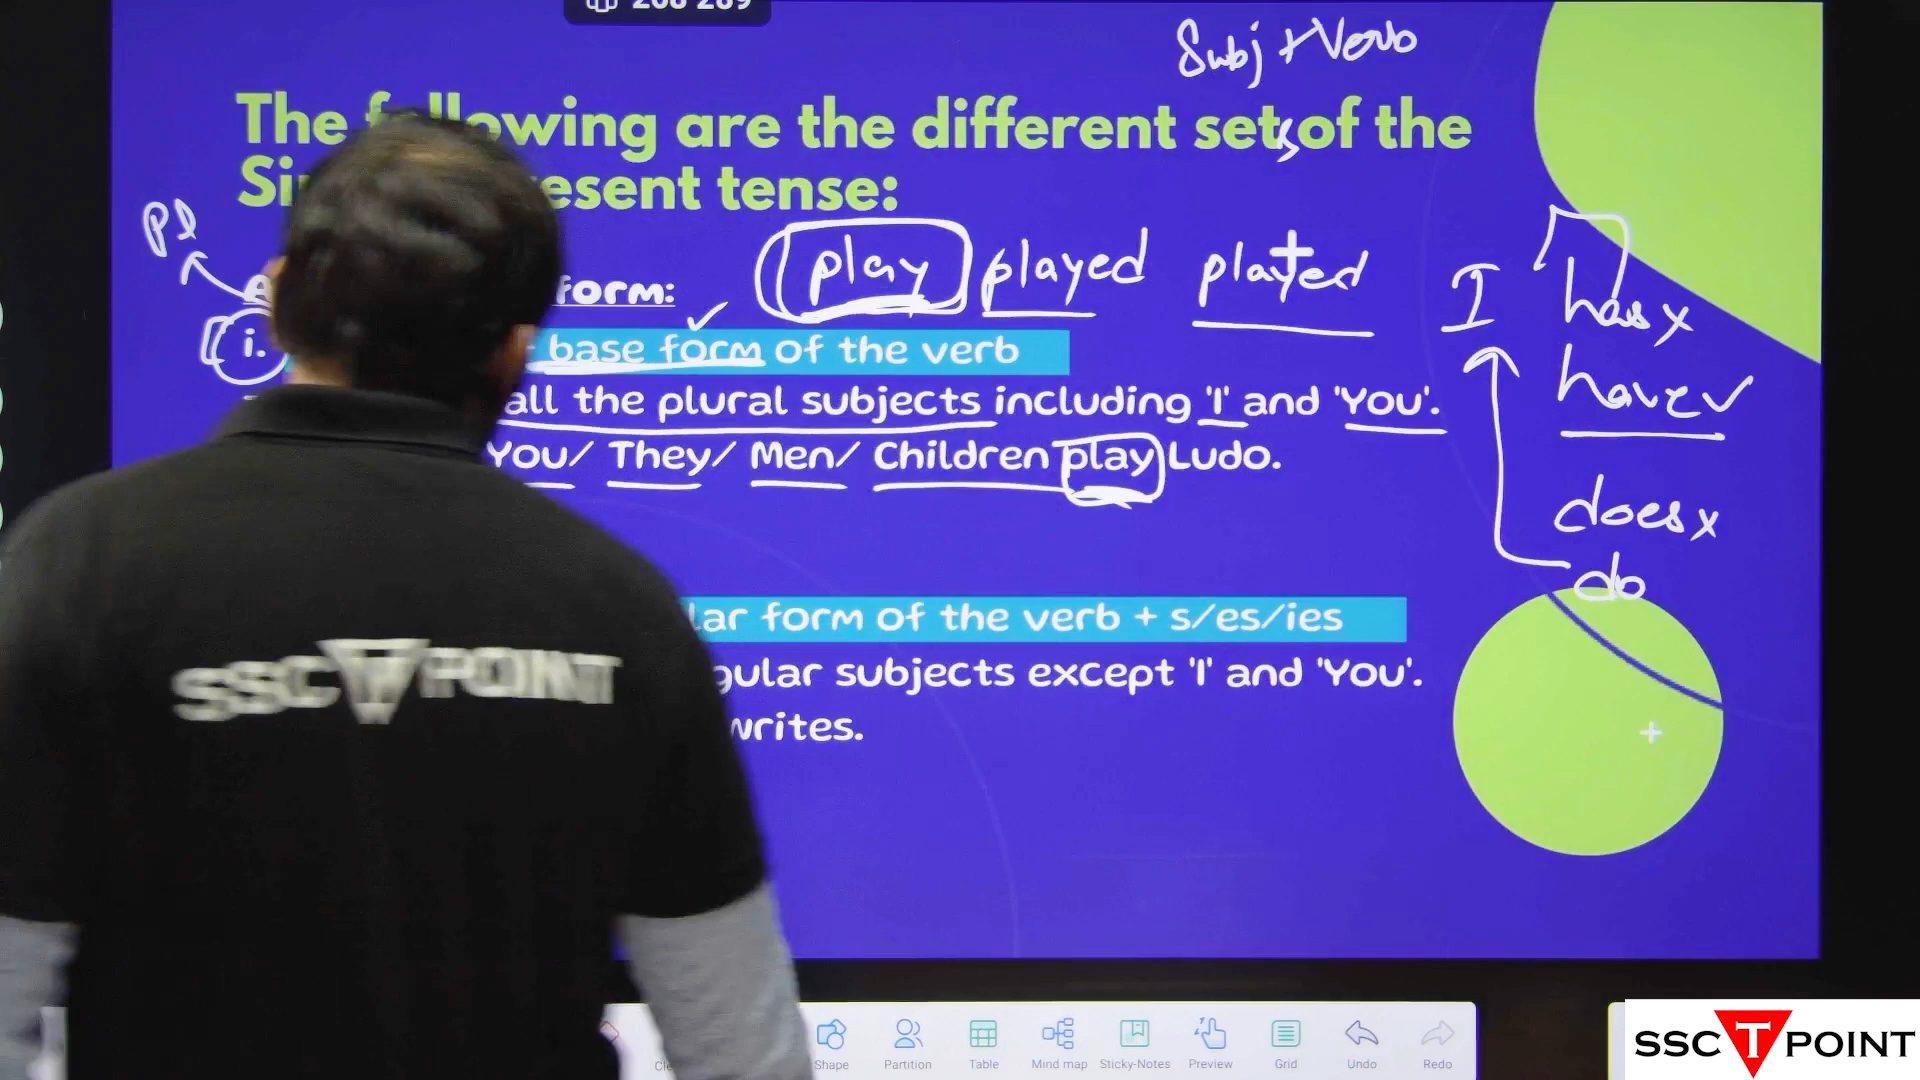 208 289
Subj + Verb
The following are the different sets of the
Si esent tense:
pl
form:
play played played
I
has x
have ✓
i. base form of the verb ✓
all the plural subjects including 'I' and 'You'.
You/ They/ Men/ Children play Ludo.
does x
do
lar form of the verb + s/es/ies
gular subjects except 'I' and 'You'.
writes.
SSC T POINT
Shape Partition Table Mind map Sticky-Notes Preview Grid Undo Redo
SSC T POINT